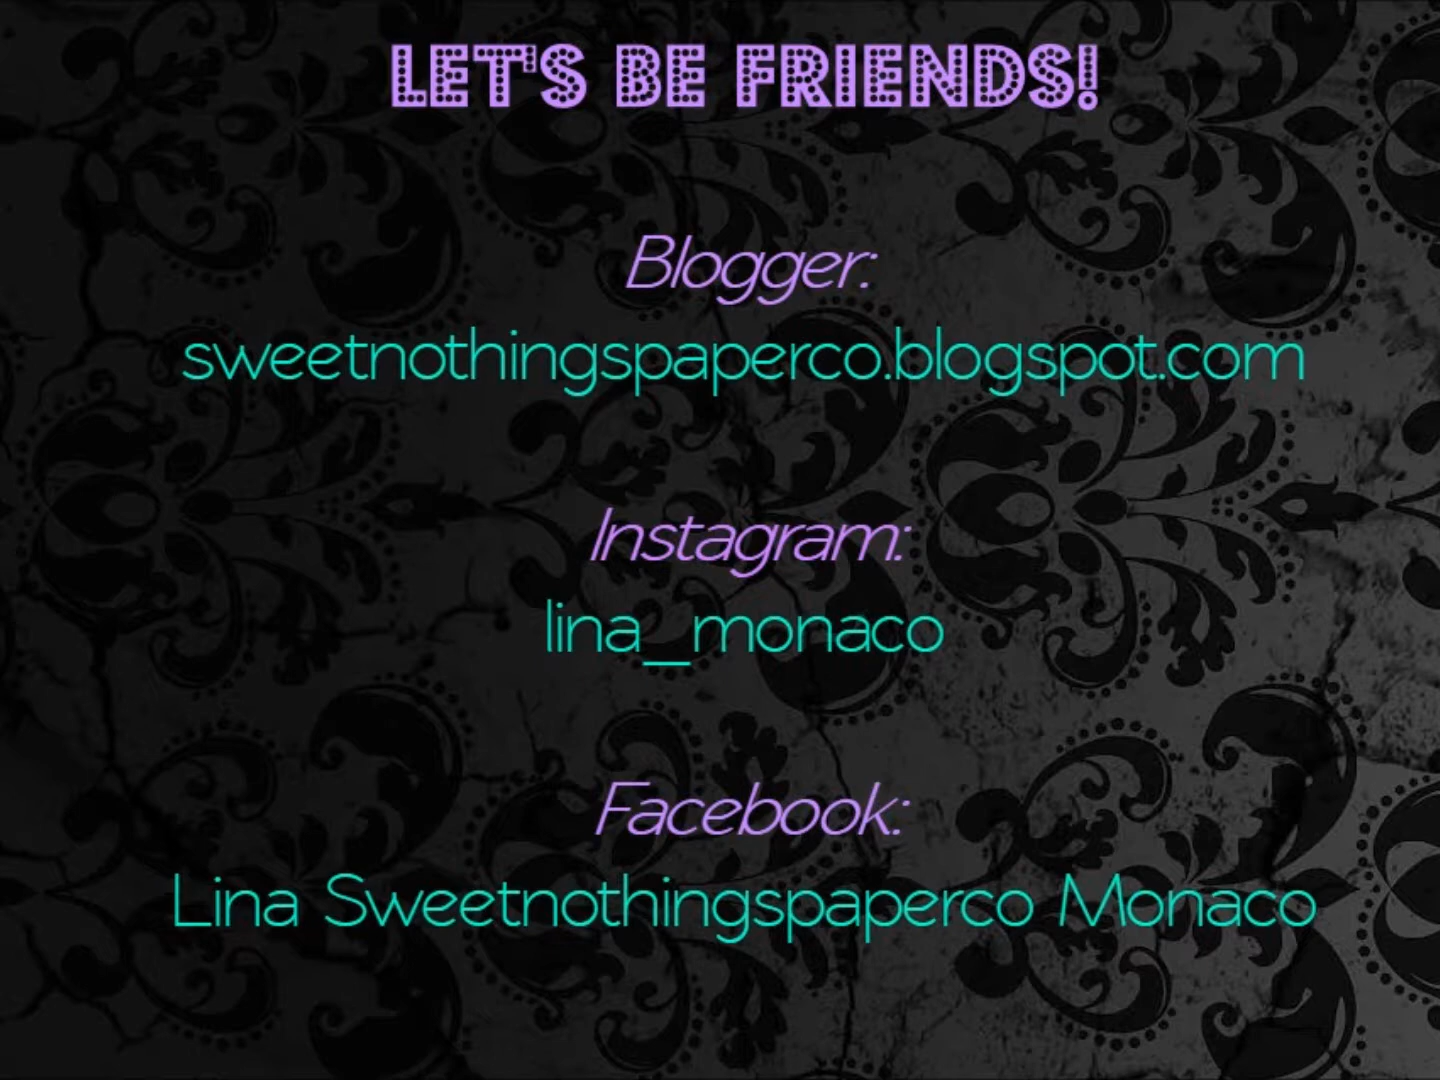 LET'S BE FRIENDS!
Blogger:
sweetnothingspaperco.blogspot.com
Instagram:
lina_monaco
Facebook:
Lina Sweetnothingspaperco Monaco